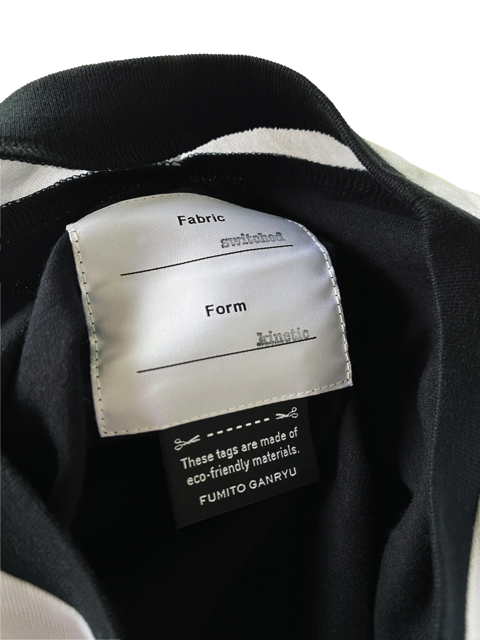 Fabric
switched
Form
kinetic
These tags are made of
eco-friendly materials.
FUMITO GANRYU